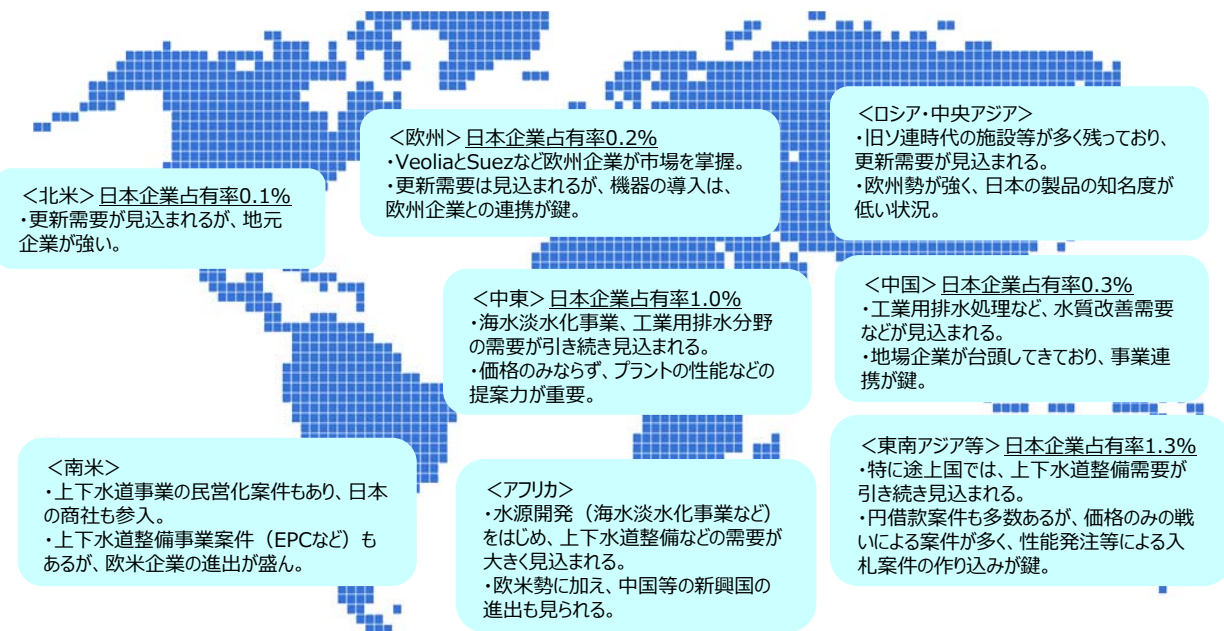 <北米> 日本企業占有率0.1%
・更新需要が見込まれるが、地元
企業が強い。
<欧州> 日本企業占有率0.2%
・VeoliaとSuezなど欧州企業が市場を掌握。
・更新需要は見込まれるが、機器の導入は、
欧州企業との連携が鍵。
<ロシア・中央アジア>
・旧ソ連時代の施設等が多く残っており、
更新需要が見込まれる。
・欧州勢が強く、日本の製品の知名度が
低い状況。
<中東> 日本企業占有率1.0%
・海水淡水化事業、工業用排水分野
の需要が引き続き見込まれる。
・価格のみならず、プラントの性能などの
提案力が重要。
<中国> 日本企業占有率0.3%
・工業用排水処理など、水質改善需要
などが見込まれる。
・地場企業が台頭してきており、事業連
携が鍵。
<南米>
・上下水道事業の民営化案件もあり、日本
の商社も参入。
・上下水道整備事業案件（EPCなど）も
あるが、欧米企業の進出が盛ん。
<アフリカ>
・水源開発（海水淡水化事業など）
をはじめ、上下水道整備などの需要が
大きく見込まれる。
・欧米勢に加え、中国等の新興国の
進出も見られる。
<東南アジア等> 日本企業占有率1.3%
・特に途上国では、上下水道整備需要が
引き続き見込まれる。
・円借款案件も多数あるが、価格のみの戦
いによる案件が多く、性能発注等による入
札案件の作り込みが鍵。